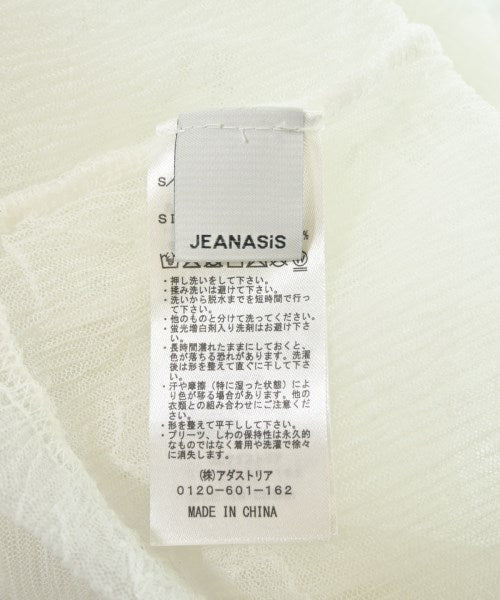 S/
SI
%
JEANASiS
・押し洗いをして下さい。
・揉み洗いは避けて下さい。
・洗いから脱水までを短時間で行っ
て下さい。
・他のものと分けて洗ってください。
・蛍光増白剤入り洗剤はお避け下さ
い。
・長時間濡れたままにしておくと、
色が落ちる恐れがあります。洗濯
後は形を整えて直ぐに干して下さ
い。
・汗や摩擦（特に湿った状態）によ
り色が移る場合があります。他の
衣類との組み合わせにご注意くださ
い。
・形を整えて平干しして下さい。
・プリーツ、しわの保持性は永久的
なものではなく着用や洗濯で徐々
に消失します。
(株)アダストリア
0120-601-162
MADE IN CHINA